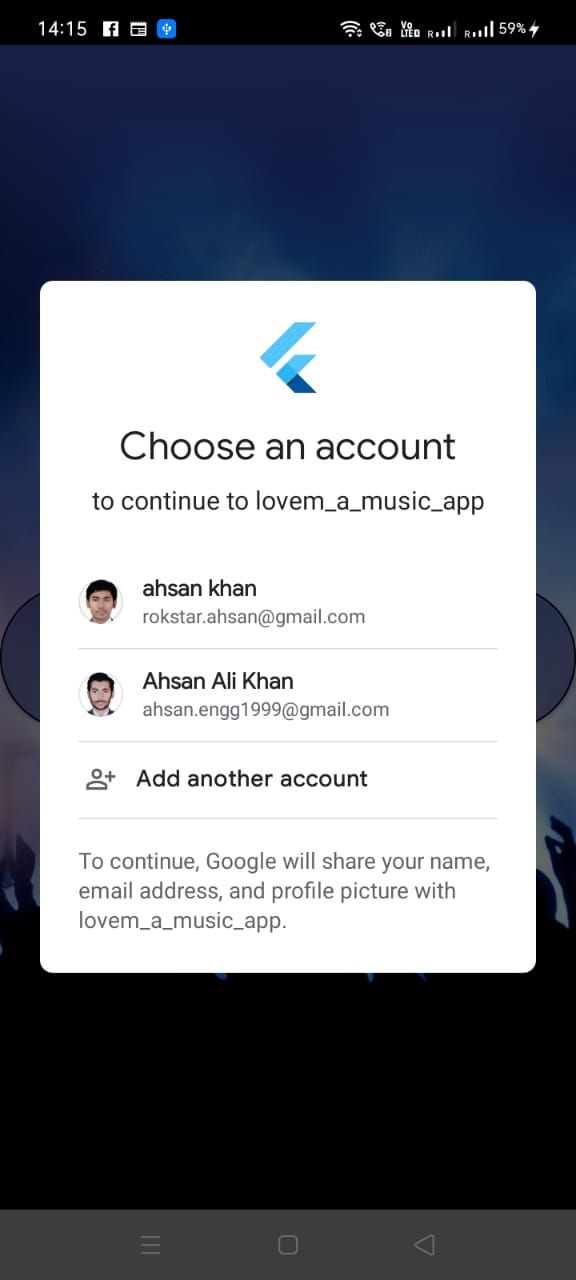 14:15
Vo
LTED
R
R
59%
Choose an account
to continue to lovem_a_music_app
ahsan khan
rokstar.ahsan@gmail.com
Ahsan Ali Khan
ahsan.engg1999@gmail.com
Add another account
To continue, Google will share your name,
email address, and profile picture with
lovem_a_music_app.